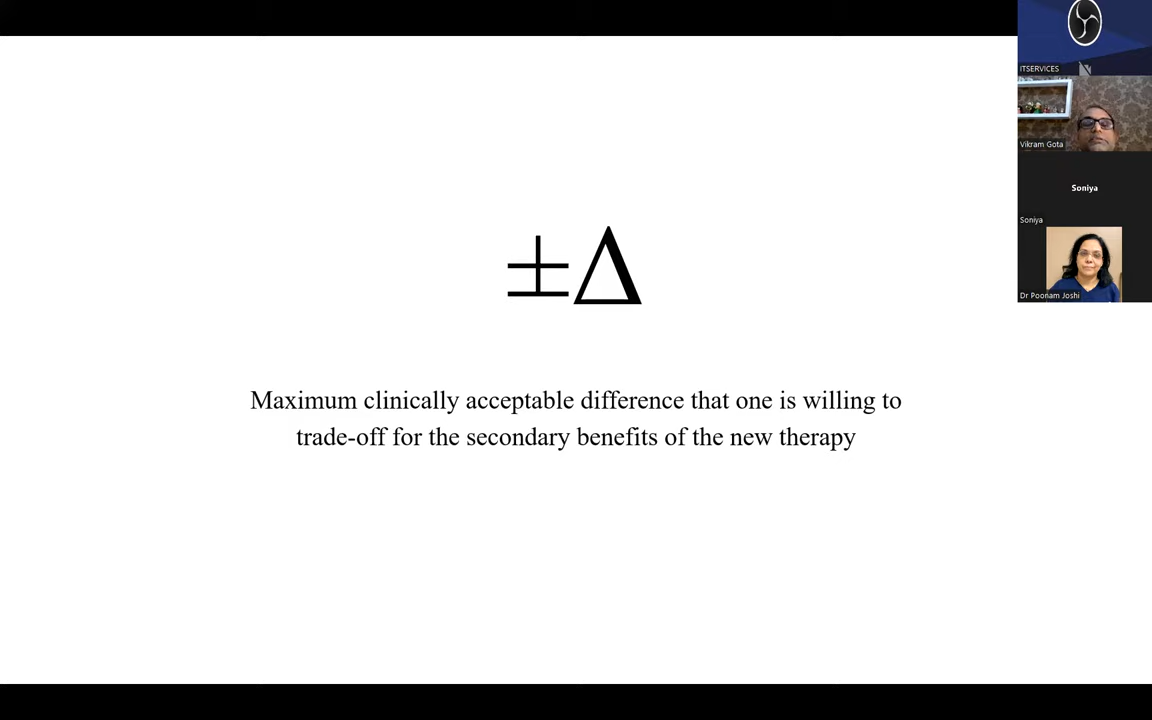 ±Δ
Maximum clinically acceptable difference that one is willing to
trade-off for the secondary benefits of the new therapy
ITSERVICES
Vikram Gota
Soniya
Soniya
Dr Poonam Joshi